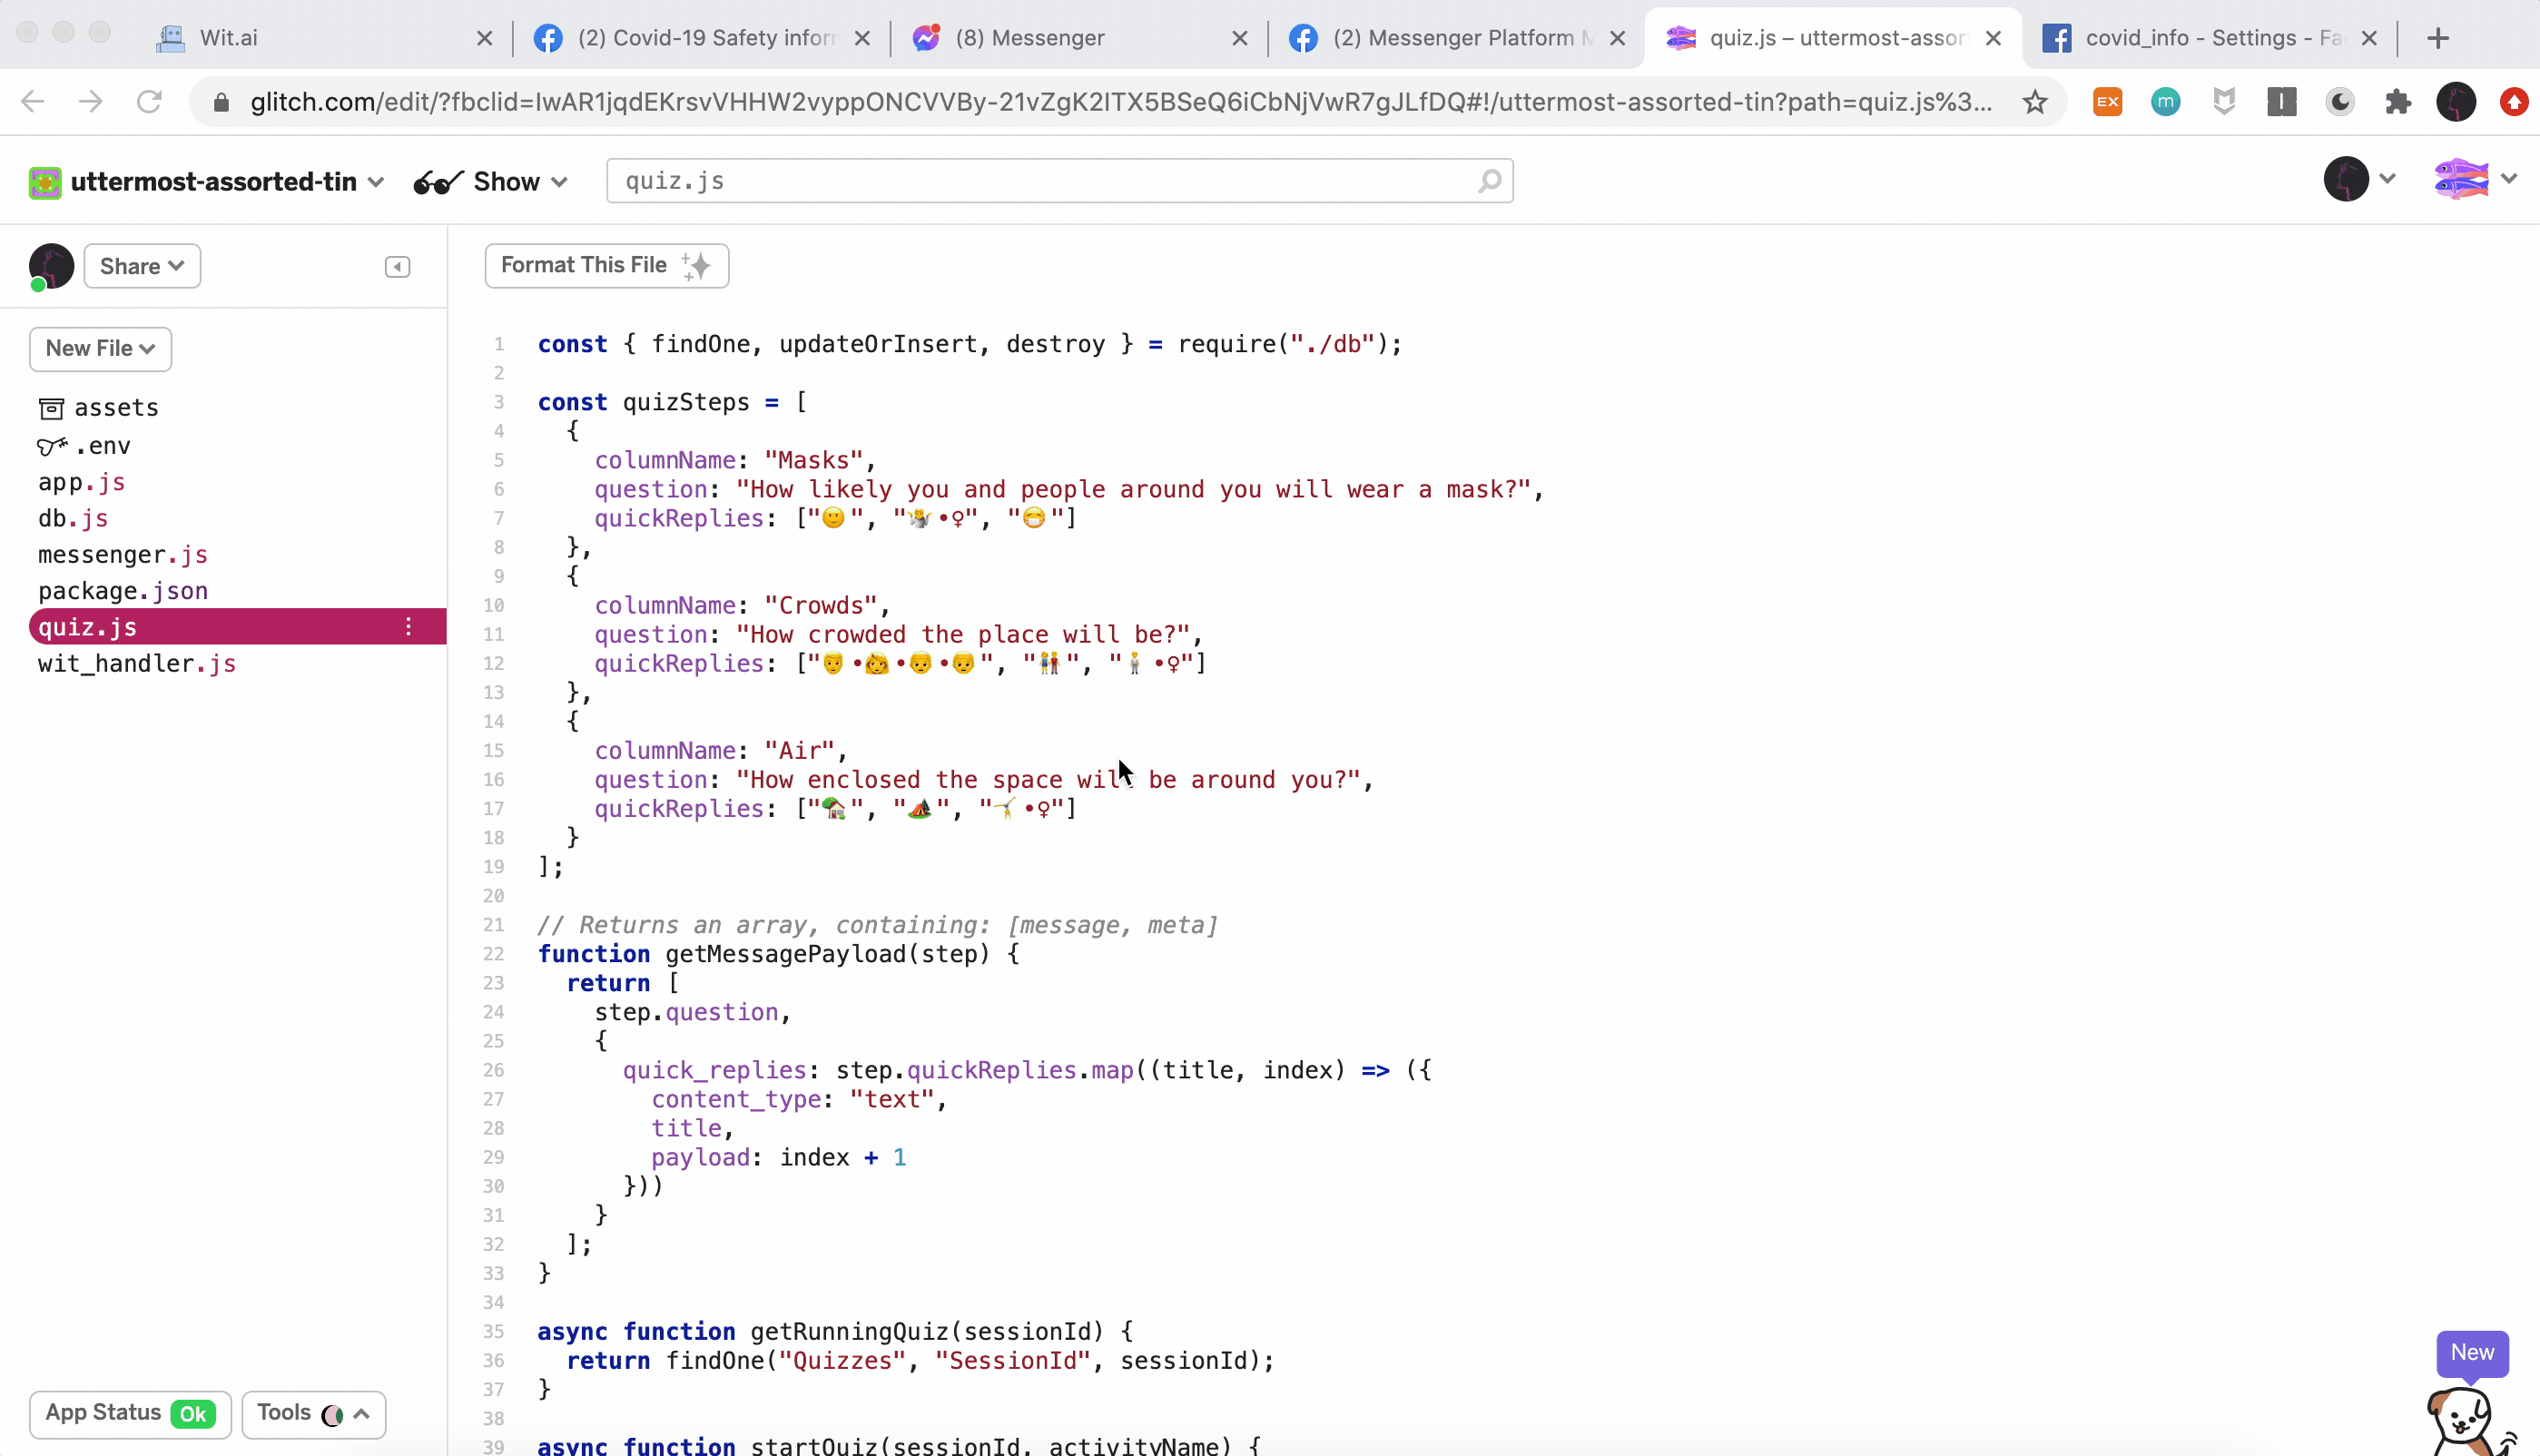 Wit.ai
(2) Covid-19 Safety infor
(8) Messenger
(2) Messenger Platform
quiz.js – uttermost-assor
covid_info - Settings - Fa
glitch.com/edit/?fbclid=IwAR1jqdEKrsvVHHW2vyppONCVVBy-21vZgK2ITX5BSeQ6iCbNjVwR7gJLfDQ#!/uttermost-assorted-tin?path=quiz.js%3...
EX
m
uttermost-assorted-tin
Show
quiz.js
Share
Format This File
New File
assets
.env
app.js
db.js
messenger.js
package.json
quiz.js
wit_handler.js
1 const { findOne, updateOrInsert, destroy } = require("./db");
2
3 const quizSteps = [
4 {
5 columnName: "Masks",
6 question: "How likely you and people around you will wear a mask?",
7 quickReplies: ["🙂", "🤷•♀", "😷"]
8 },
9 {
10 columnName: "Crowds",
11 question: "How crowded the place will be?",
12 quickReplies: ["👨•👩•👦•👦", "👫", "🧍•♀"]
13 },
14 {
15 columnName: "Air",
16 question: "How enclosed the space will be around you?",
17 quickReplies: ["🏡", "🏕", "🤸•♀"]
18 }
19 ];
20
21 // Returns an array, containing: [message, meta]
22 function getMessagePayload(step) {
23 return [
24 step.question,
25 {
26 quick_replies: step.quickReplies.map((title, index) => ({
27 content_type: "text",
28 title,
29 payload: index + 1
30 }))
31 }
32 ];
33 }
34
35 async function getRunningQuiz(sessionId) {
36 return findOne("Quizzes", "SessionId", sessionId);
37 }
38
39 async function startQuiz(sessionId, activityName) {
New
App Status Ok
Tools